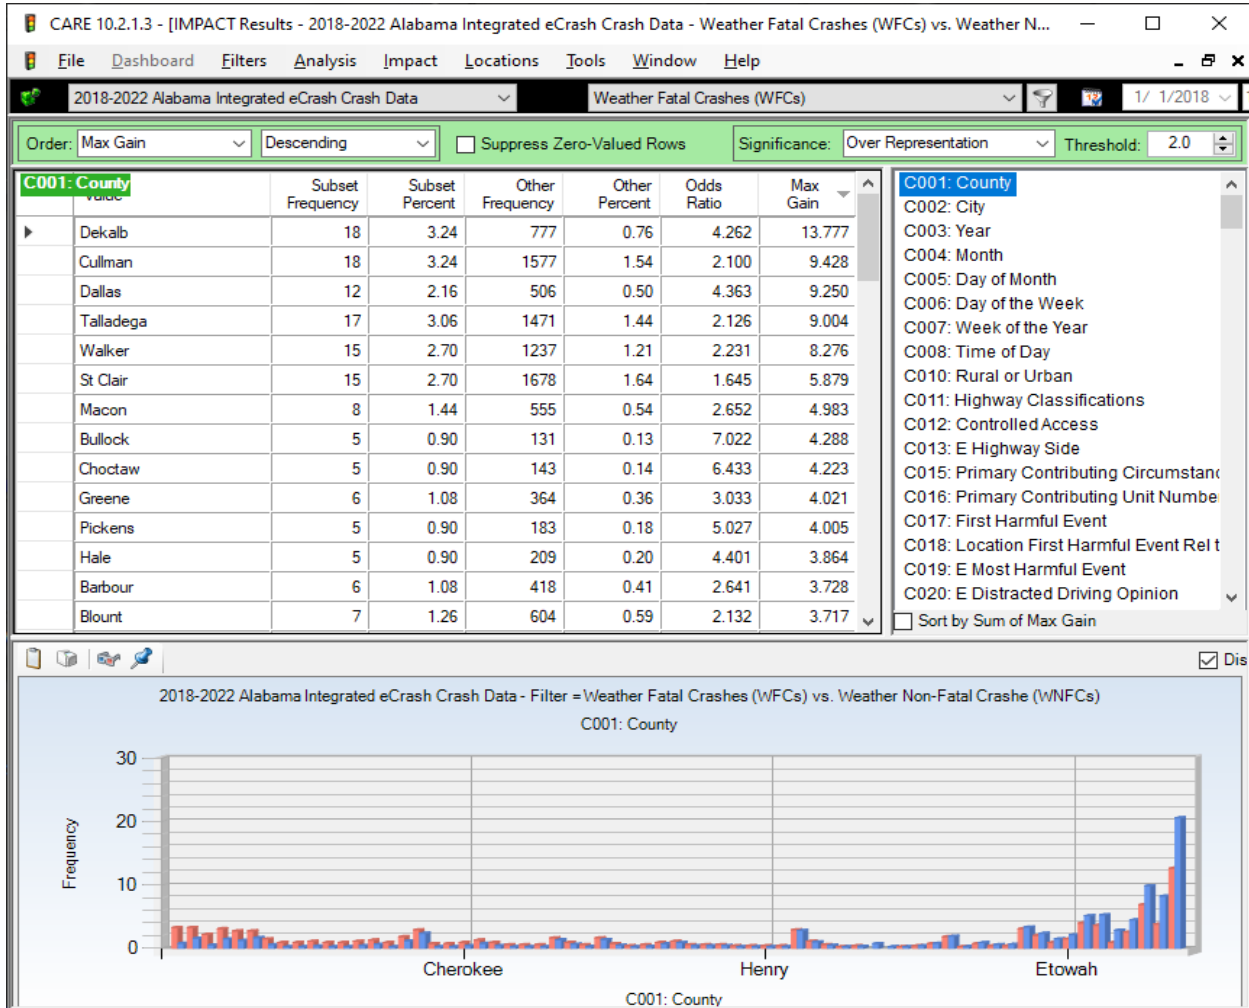 CARE 10.2.1.3 - [IMPACT Results - 2018-2022 Alabama Integrated eCrash Crash Data - Weather Fatal Crashes (WFCs) vs. Weather N...
File Dashboard Filters Analysis Impact Locations Tools Window Help
2018-2022 Alabama Integrated eCrash Crash Data Weather Fatal Crashes (WFCs) 1/ 1/2018
Order: Max Gain Descending Suppress Zero-Valued Rows Significance: Over Representation Threshold: 2.0
C001: County Subset Frequency Subset Percent Other Frequency Other Percent Odds Ratio Max Gain
Dekalb 18 3.24 777 0.76 4.262 13.777
Cullman 18 3.24 1577 1.54 2.100 9.428
Dallas 12 2.16 506 0.50 4.363 9.250
Talladega 17 3.06 1471 1.44 2.126 9.004
Walker 15 2.70 1237 1.21 2.231 8.276
St Clair 15 2.70 1678 1.64 1.645 5.879
Macon 8 1.44 555 0.54 2.652 4.983
Bullock 5 0.90 131 0.13 7.022 4.288
Choctaw 5 0.90 143 0.14 6.433 4.223
Greene 6 1.08 364 0.36 3.033 4.021
Pickens 5 0.90 183 0.18 5.027 4.005
Hale 5 0.90 209 0.20 4.401 3.864
Barbour 6 1.08 418 0.41 2.641 3.728
Blount 7 1.26 604 0.59 2.132 3.717
C001: County
C002: City
C003: Year
C004: Month
C005: Day of Month
C006: Day of the Week
C007: Week of the Year
C008: Time of Day
C010: Rural or Urban
C011: Highway Classifications
C012: Controlled Access
C013: E Highway Side
C015: Primary Contributing Circumstanc
C016: Primary Contributing Unit Numbe
C017: First Harmful Event
C018: Location First Harmful Event Rel t
C019: E Most Harmful Event
C020: E Distracted Driving Opinion
Sort by Sum of Max Gain
Dis
2018-2022 Alabama Integrated eCrash Crash Data - Filter = Weather Fatal Crashes (WFCs) vs. Weather Non-Fatal Crashe (WNFCs)
C001: County
Frequency
30
20
10
0
Cherokee Henry Etowah
C001: County